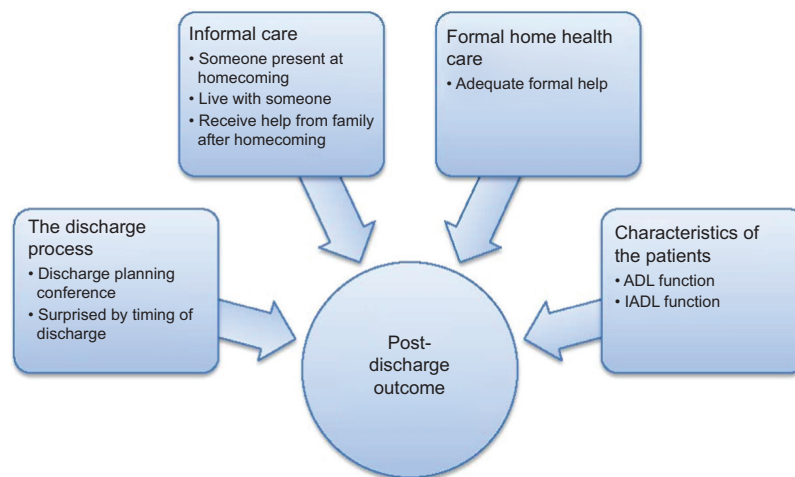 Informal care
• Someone present at
homecoming
• Live with someone
• Receive help from family
after homecoming
Formal home health
care
• Adequate formal help
The discharge
process
• Discharge planning
conference
• Surprised by timing of
discharge
Characteristics of
the patients
• ADL function
• IADL function
Post-
discharge
outcome